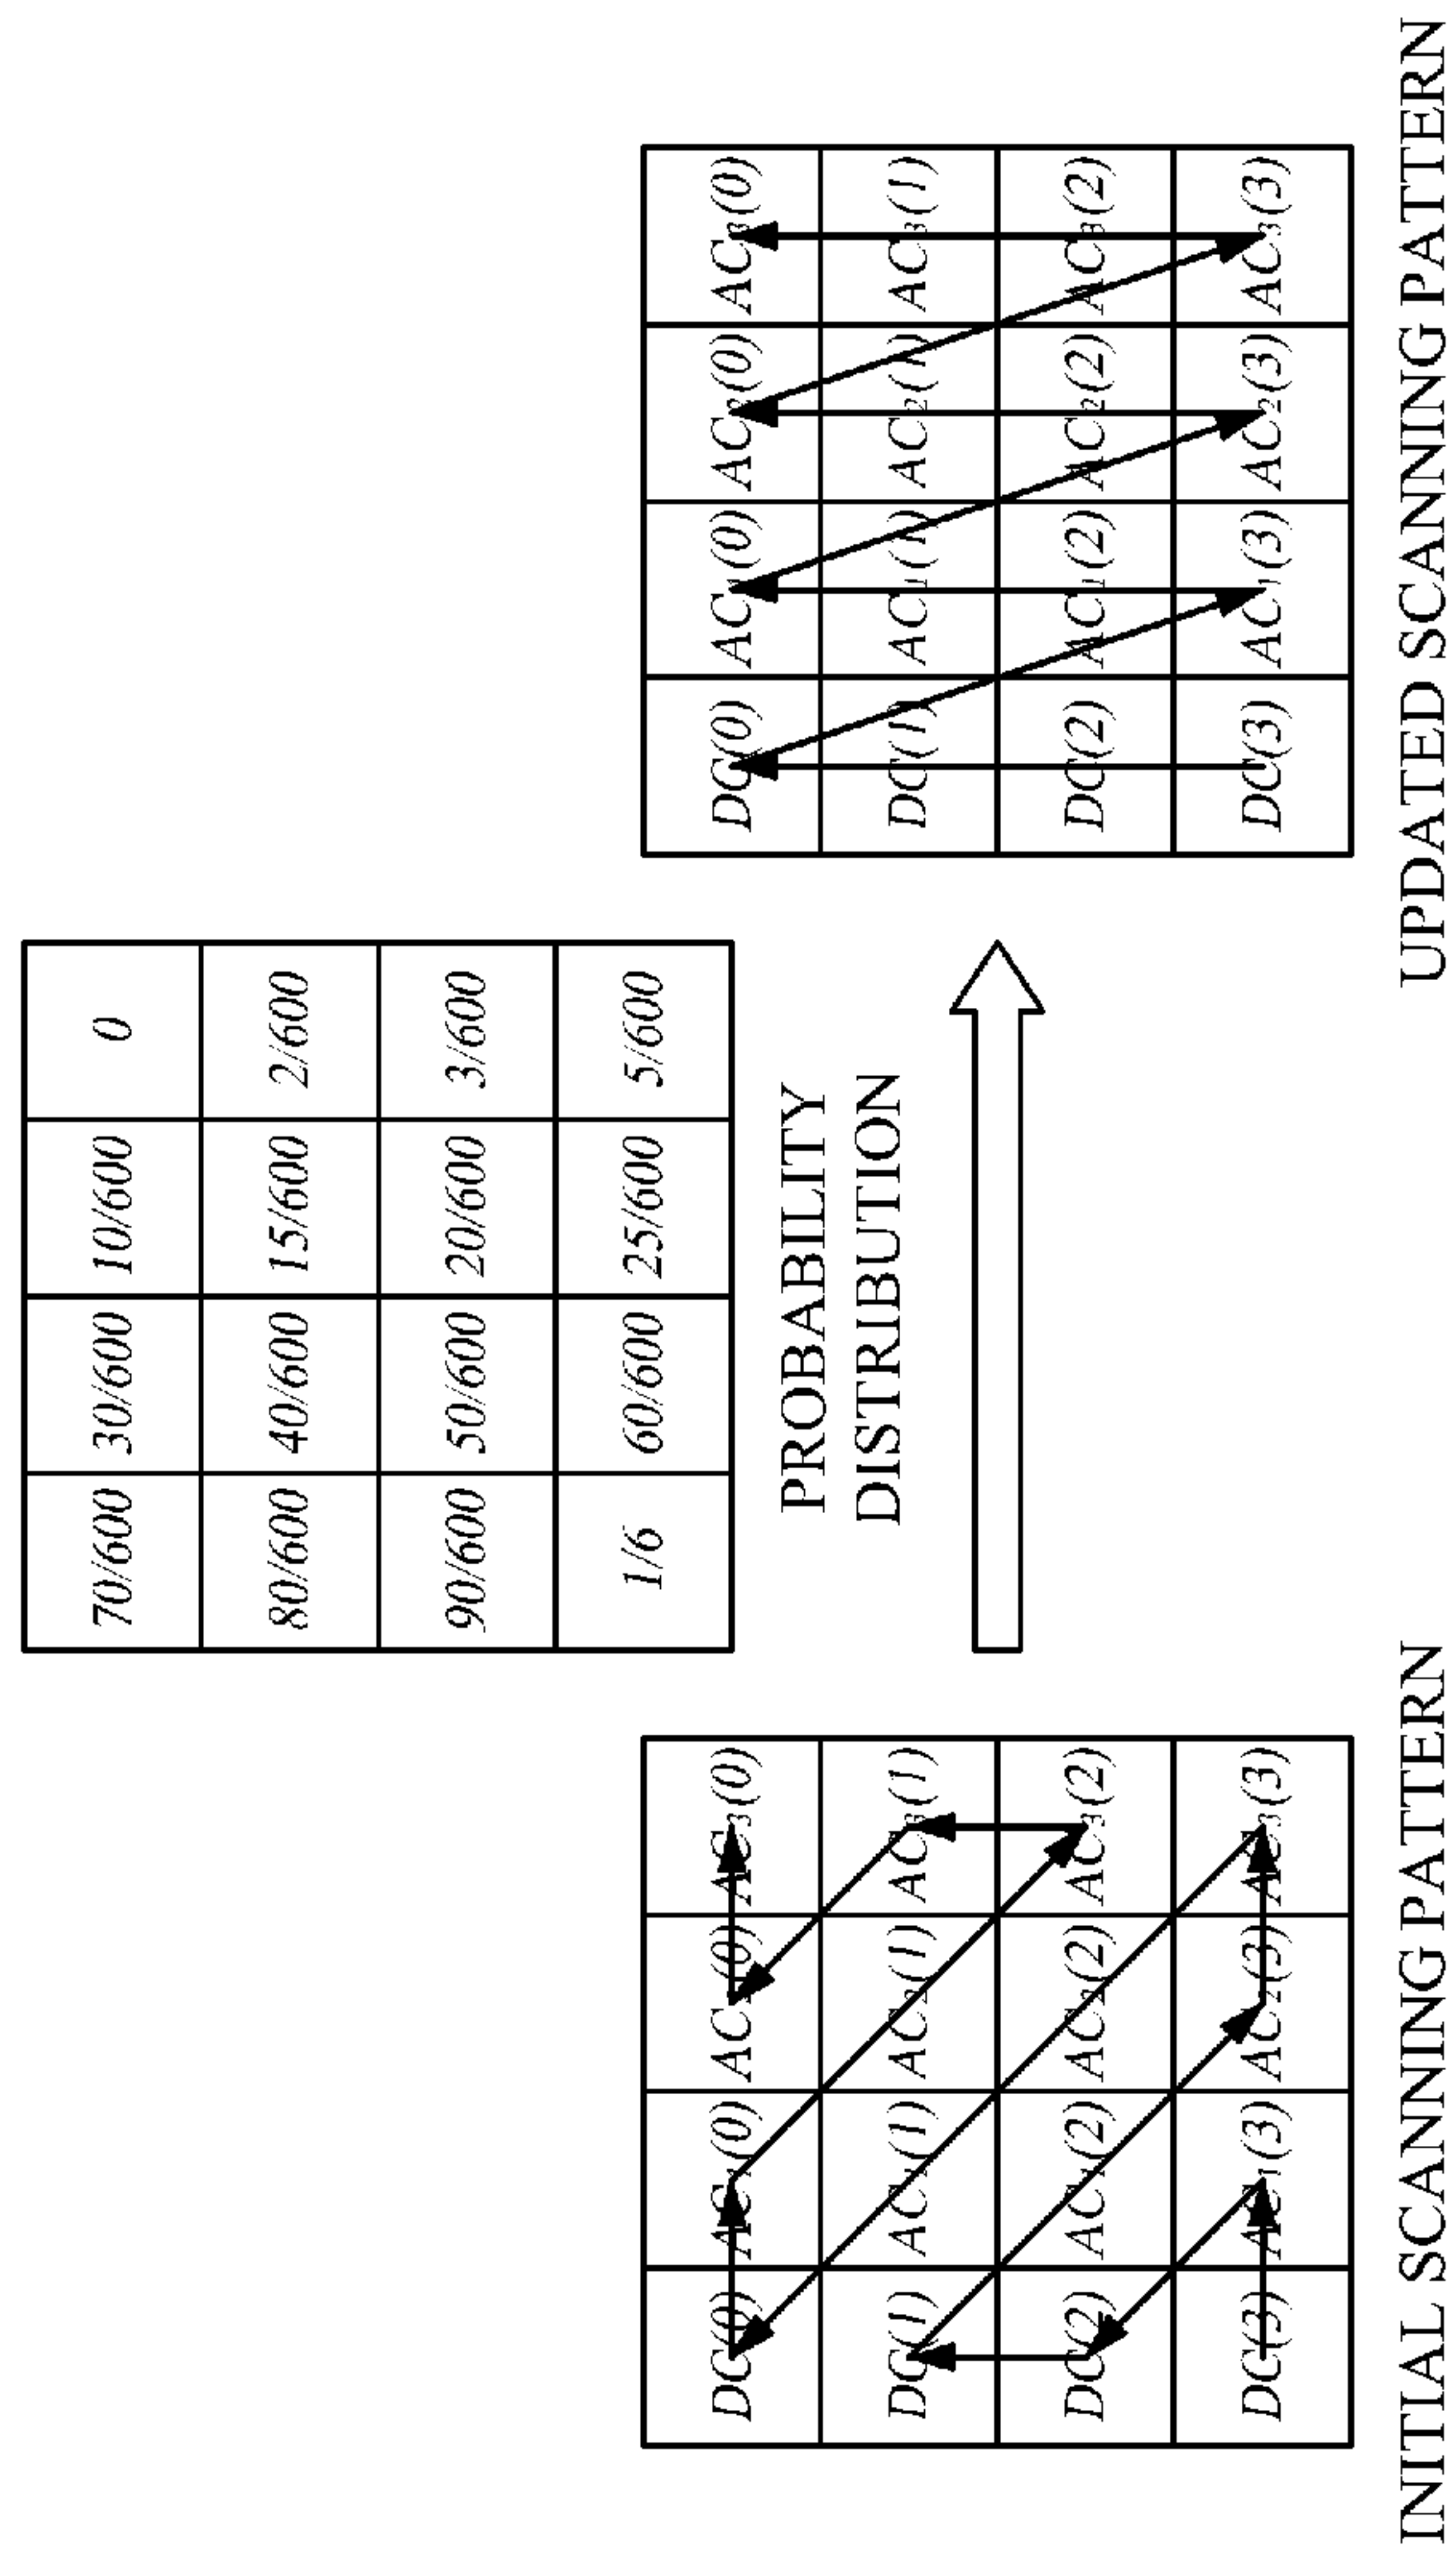 70/600 30/600 10/600 0
80/600 40/600 15/600 2/600
90/600 50/600 20/600 3/600
1/6 60/600 25/600 5/600
PROBABILITY
DISTRIBUTION
DC(0) AC₁(0) AC₂(0) AC₃(0)
DC(1) AC₁(1) AC₂(1) AC₃(1)
DC(2) AC₁(2) AC₂(2) AC₃(2)
DC(3) AC₁(3) AC₂(3) AC₃(3)
INITIAL SCANNING PATTERN
DC(0) AC₁(0) AC₂(0) AC₃(0)
DC(1) AC₁(1) AC₂(1) AC₃(1)
DC(2) AC₁(2) AC₂(2) AC₃(2)
DC(3) AC₁(3) AC₂(3) AC₃(3)
UPDATED SCANNING PATTERN